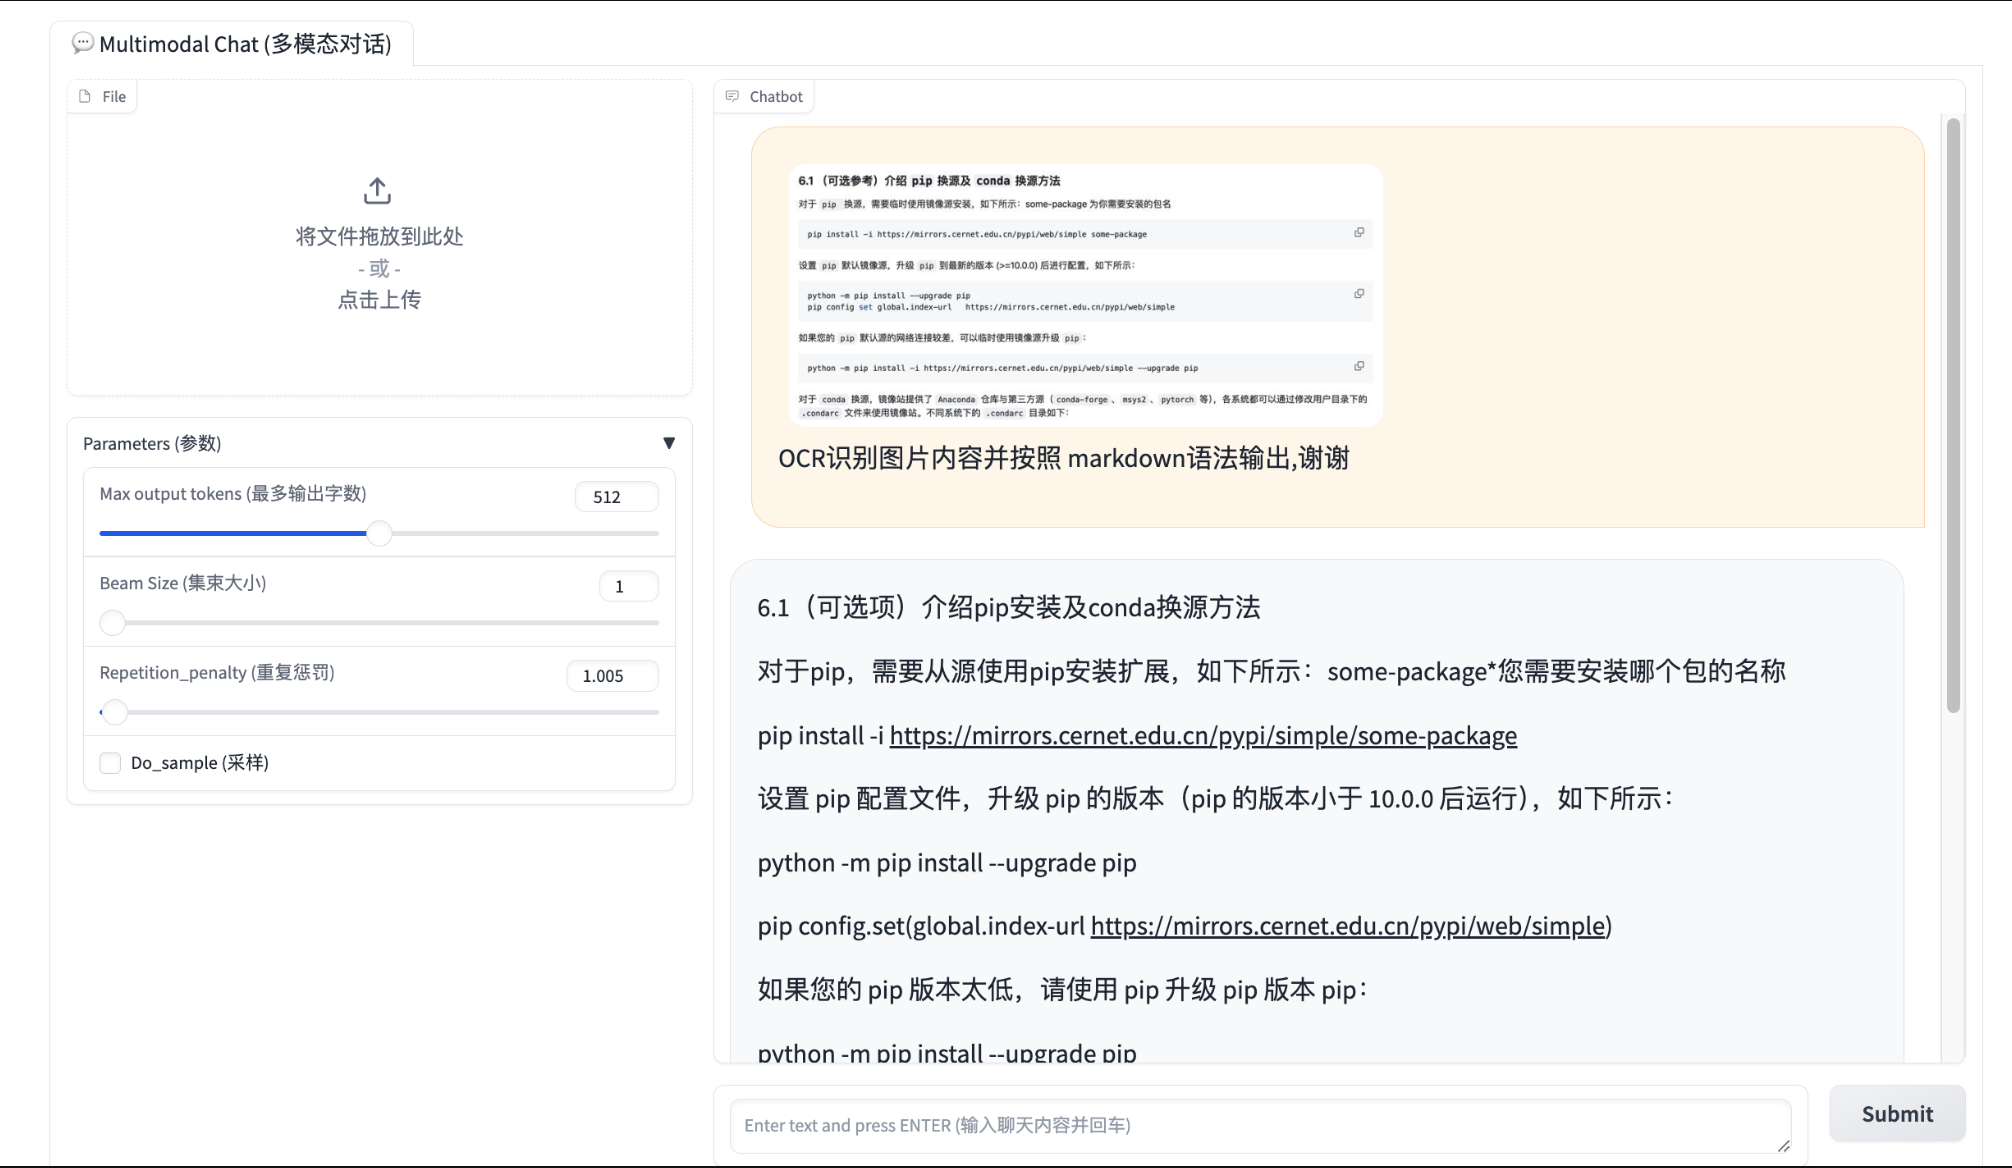 Multimodal Chat (多模态对话)
File
将文件拖放到此处
- 或 -
点击上传
Parameters (参数)
▼
Max output tokens (最多输出字数)
512
Beam Size (集束大小)
1
Repetition_penalty (重复惩罚)
1.005
Do_sample (采样)
Chatbot
6.1 （可选参考）介绍 pip 换源及 conda 换源方法
对于 pip 换源，需要临时使用镜像源安装，如下所示：some-package 为你需要安装的包名
pip install -i https://mirrors.cernet.edu.cn/pypi/web/simple some-package
设置 pip 默认镜像源，升级 pip 到最新的版本 (>=10.0.0) 后进行配置，如下所示：
python -m pip install --upgrade pip
pip config set global.index-url https://mirrors.cernet.edu.cn/pypi/web/simple
如果您的 pip 默认源的网络连接较差，可以临时使用镜像源升级 pip：
python -m pip install -i https://mirrors.cernet.edu.cn/pypi/web/simple --upgrade pip
对于 conda 换源，镜像站提供了 Anaconda 仓库与第三方源（conda-forge、msys2、pytorch 等），各系统都可以通过修改用户目录下的
.condarc 文件来使用镜像站。不同系统下的 .condarc 目录如下：
OCR识别图片内容并按照 markdown语法输出,谢谢
6.1（可选项）介绍pip安装及conda换源方法
对于pip，需要从源使用pip安装扩展，如下所示：some-package*您需要安装哪个包的名称
pip install -i https://mirrors.cernet.edu.cn/pypi/simple/some-package
设置 pip 配置文件，升级 pip 的版本（pip 的版本小于 10.0.0 后运行），如下所示：
python -m pip install --upgrade pip
pip config.set(global.index-url https://mirrors.cernet.edu.cn/pypi/web/simple)
如果您的 pip 版本太低，请使用 pip 升级 pip 版本 pip：
python -m pip install --upgrade pip
Enter text and press ENTER (输入聊天内容并回车)
Submit